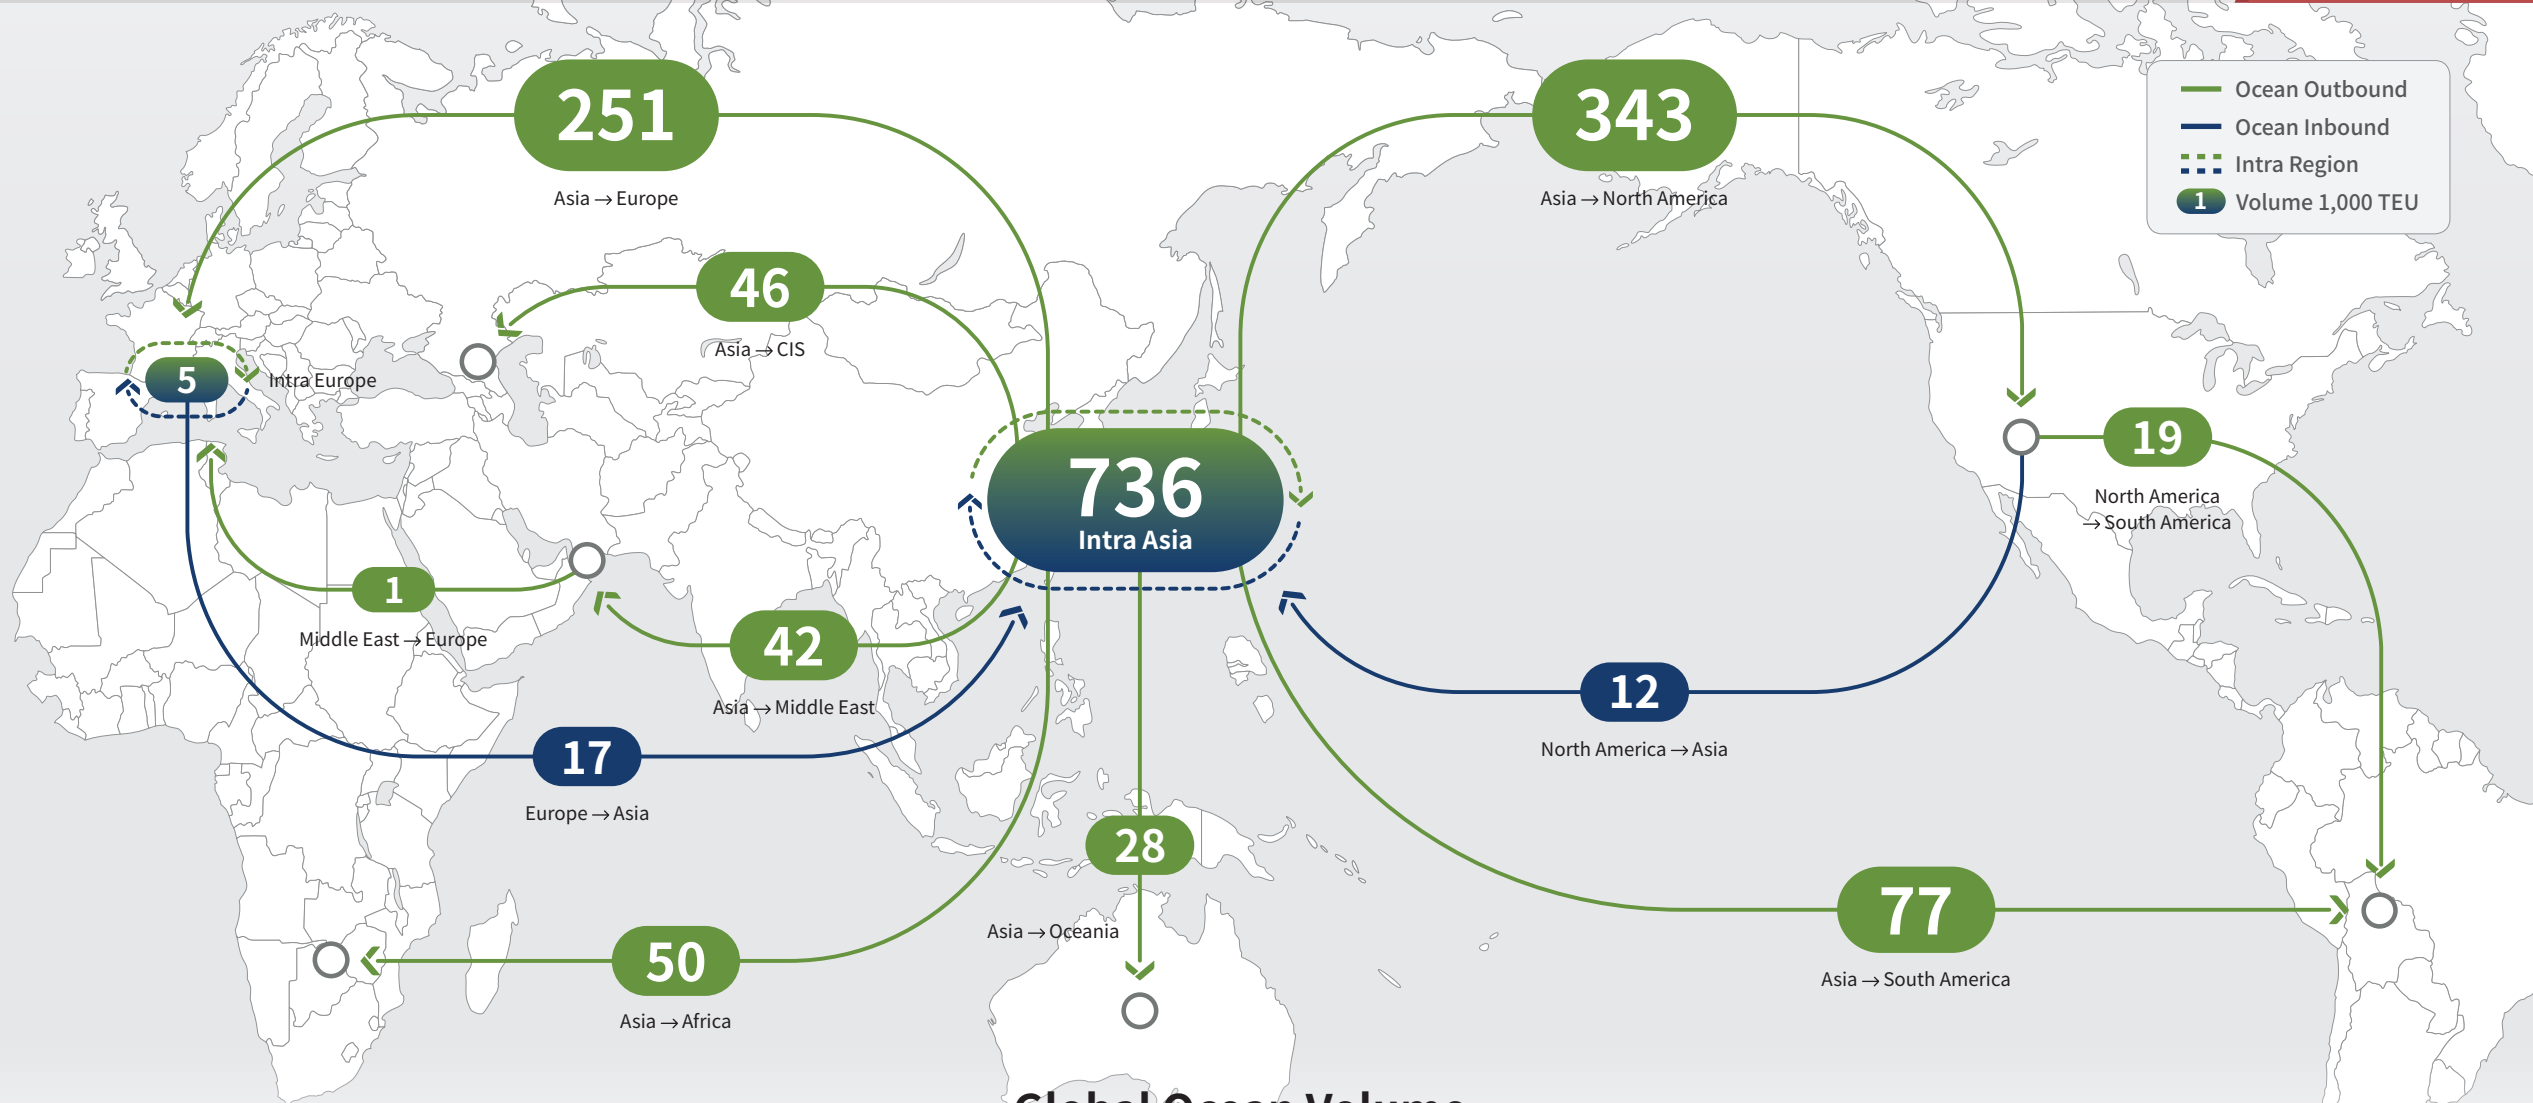 251
Asia → Europe
343
Asia → North America
Ocean Outbound
Ocean Inbound
Intra Region
1 Volume 1,000 TEU
46
Asia → CIS
5
Intra Europe
736
Intra Asia
19
North America
→ South America
1
Middle East → Europe
42
Asia → Middle East
17
Europe → Asia
12
North America → Asia
28
Asia → Oceania
77
Asia → South America
50
Asia → Africa
Global Ocean Volume